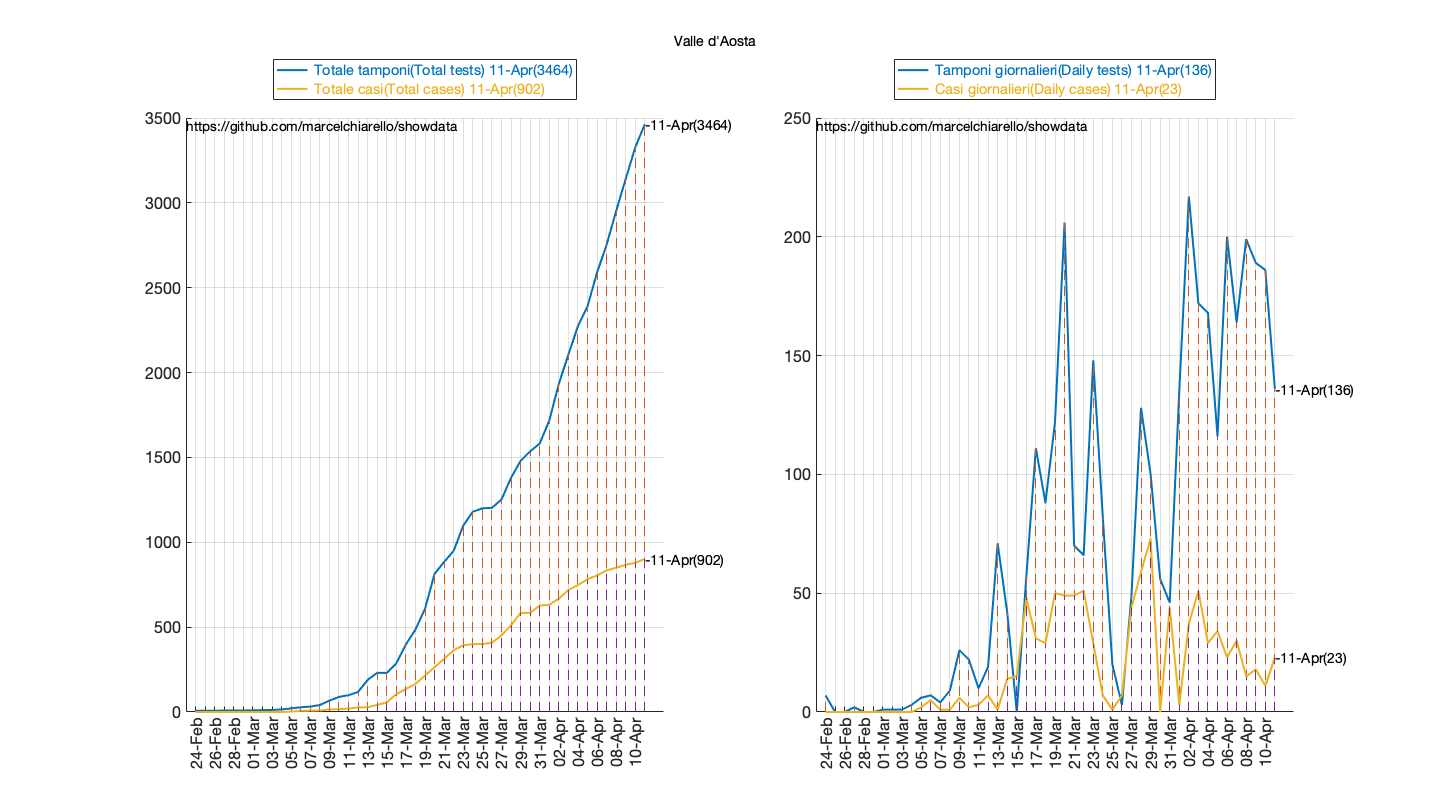 Valle d'Aosta
Totale tamponi(Total tests) 11-Apr(3464)
Totale casi(Total cases) 11-Apr(902)
https://github.com/marcelchiarello/showdata
3500
3000
2500
2000
1500
1000
500
0
-11-Apr(3464)
-11-Apr(902)
24-Feb
26-Feb
28-Feb
01-Mar
03-Mar
05-Mar
07-Mar
09-Mar
11-Mar
13-Mar
15-Mar
17-Mar
19-Mar
21-Mar
23-Mar
25-Mar
27-Mar
29-Mar
31-Mar
02-Apr
04-Apr
06-Apr
08-Apr
10-Apr
Tamponi giornalieri(Daily tests) 11-Apr(136)
Casi giornalieri(Daily cases) 11-Apr(23)
https://github.com/marcelchiarello/showdata
250
200
150
100
50
0
-11-Apr(136)
-11-Apr(23)
24-Feb
26-Feb
28-Feb
01-Mar
03-Mar
05-Mar
07-Mar
09-Mar
11-Mar
13-Mar
15-Mar
17-Mar
19-Mar
21-Mar
23-Mar
25-Mar
27-Mar
29-Mar
31-Mar
02-Apr
04-Apr
06-Apr
08-Apr
10-Apr